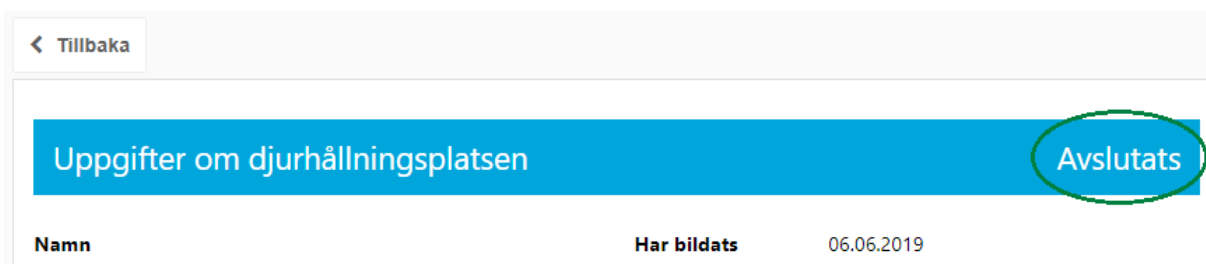 Tillbaka
Uppgifter om djurhållningsplatsen Avslutats
Namn Har bildats 06.06.2019